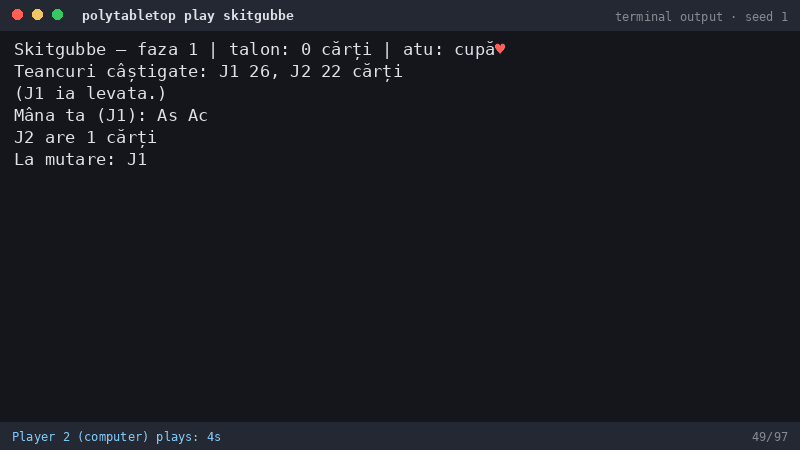 polytabletop play skitgubbe
terminal output · seed 1
Skitgubbe — faza 1 | talon: 0 cărți | atu: cupă♥
Teancuri câștigate: J1 26, J2 22 cărți
(J1 ia levata.)
Mâna ta (J1): As Ac
J2 are 1 cărți
La mutare: J1
Player 2 (computer) plays: 4s
49/97